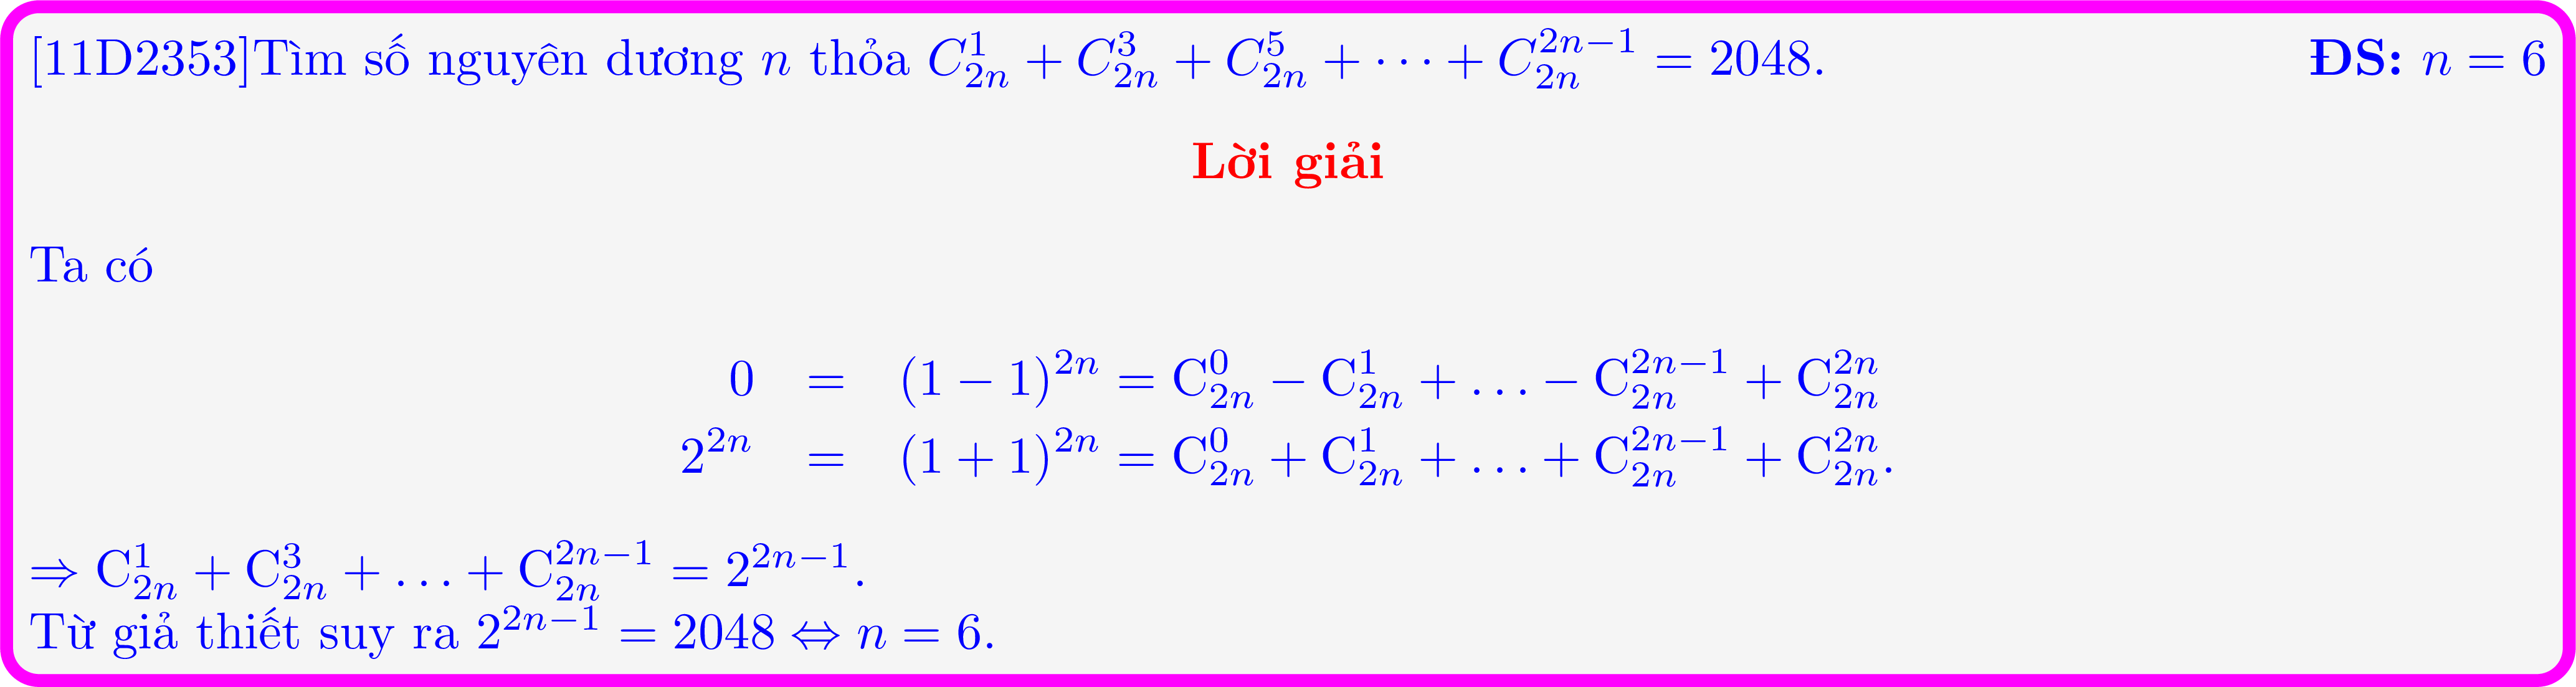 [11D2353]Tìm số nguyên dương $n$ thỏa $C_{2n}^{1} + C_{2n}^{3} + C_{2n}^{5} + \cdots + C_{2n}^{2n-1} = 2048.$ ĐS: $n = 6$
Lời giải
Ta có
$0 = (1 - 1)^{2n} = \mathrm{C}_{2n}^{0} - \mathrm{C}_{2n}^{1} + \ldots - \mathrm{C}_{2n}^{2n-1} + \mathrm{C}_{2n}^{2n}$
$2^{2n} = (1 + 1)^{2n} = \mathrm{C}_{2n}^{0} + \mathrm{C}_{2n}^{1} + \ldots + \mathrm{C}_{2n}^{2n-1} + \mathrm{C}_{2n}^{2n}.$
$\Rightarrow \mathrm{C}_{2n}^{1} + \mathrm{C}_{2n}^{3} + \ldots + \mathrm{C}_{2n}^{2n-1} = 2^{2n-1}.$
Từ giả thiết suy ra $2^{2n-1} = 2048 \Leftrightarrow n = 6.$